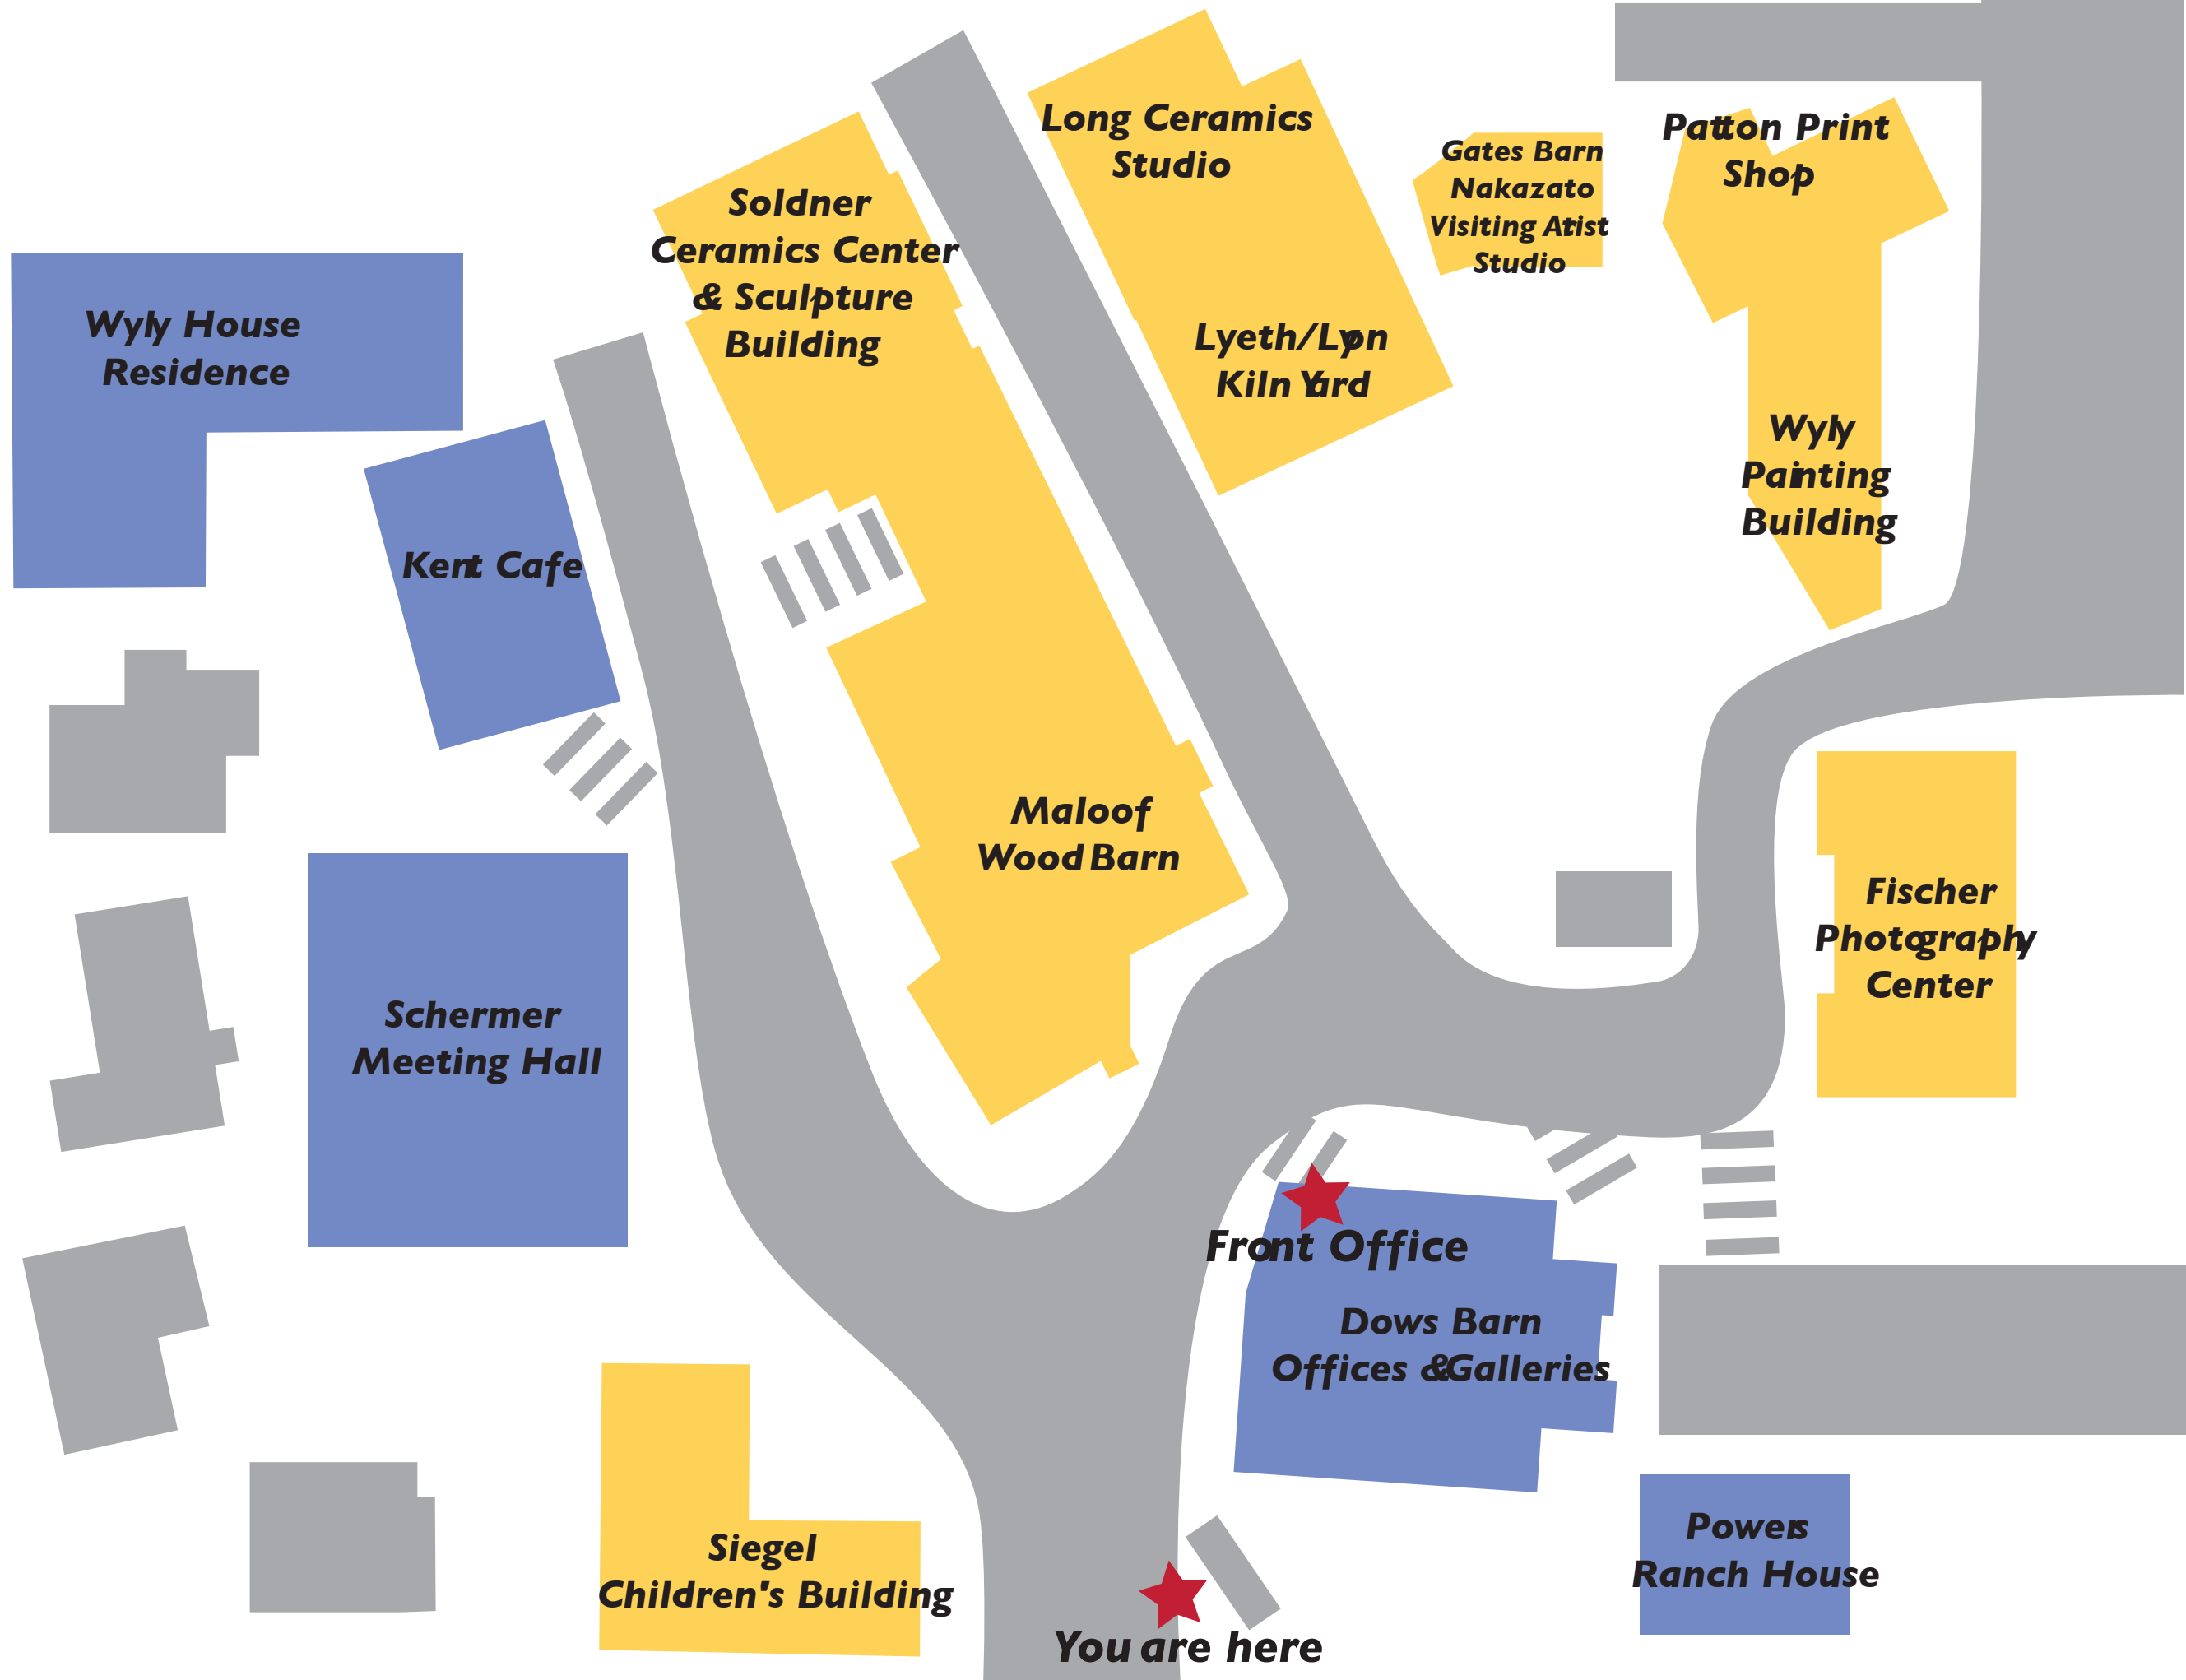 Long Ceramics
Studio
Patton Print
Shop
Gates Barn
Nakazato
Visiting Artist
Studio
Soldner
Ceramics Center
& Sculpture
Building
Wyly House
Residence
Lyeth/Lyon
Kiln Yard
Wyly
Painting
Building
Kent Cafe
Maloof
Wood Barn
Fischer
Photography
Center
Schermer
Meeting Hall
Front Office
Dows Barn
Offices & Galleries
Siegel
Children's Building
Powers
Ranch House
You are here